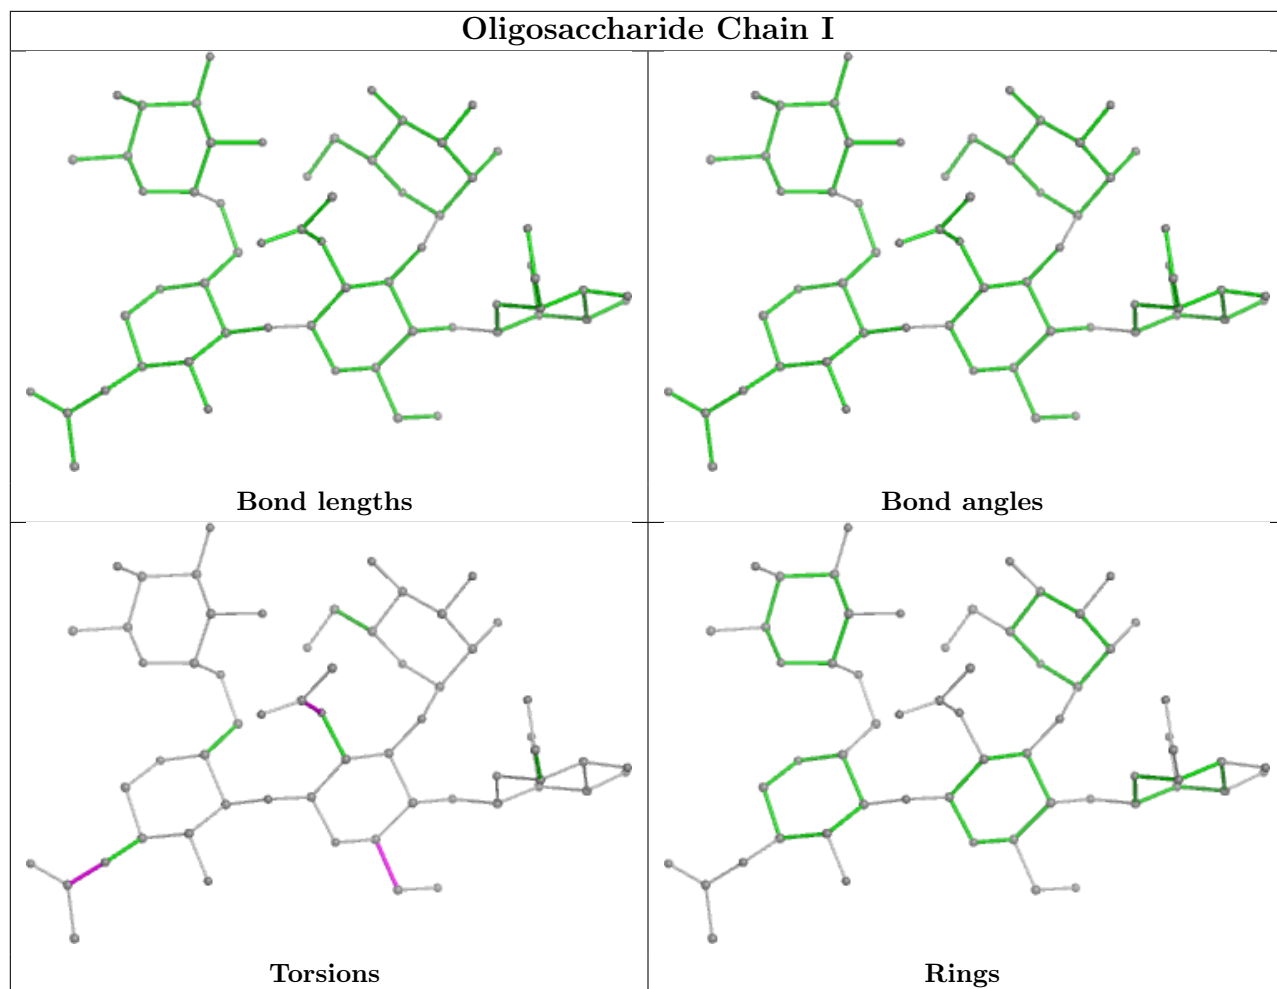 Oligosaccharide Chain I
Bond lengths
Bond angles
Torsions
Rings